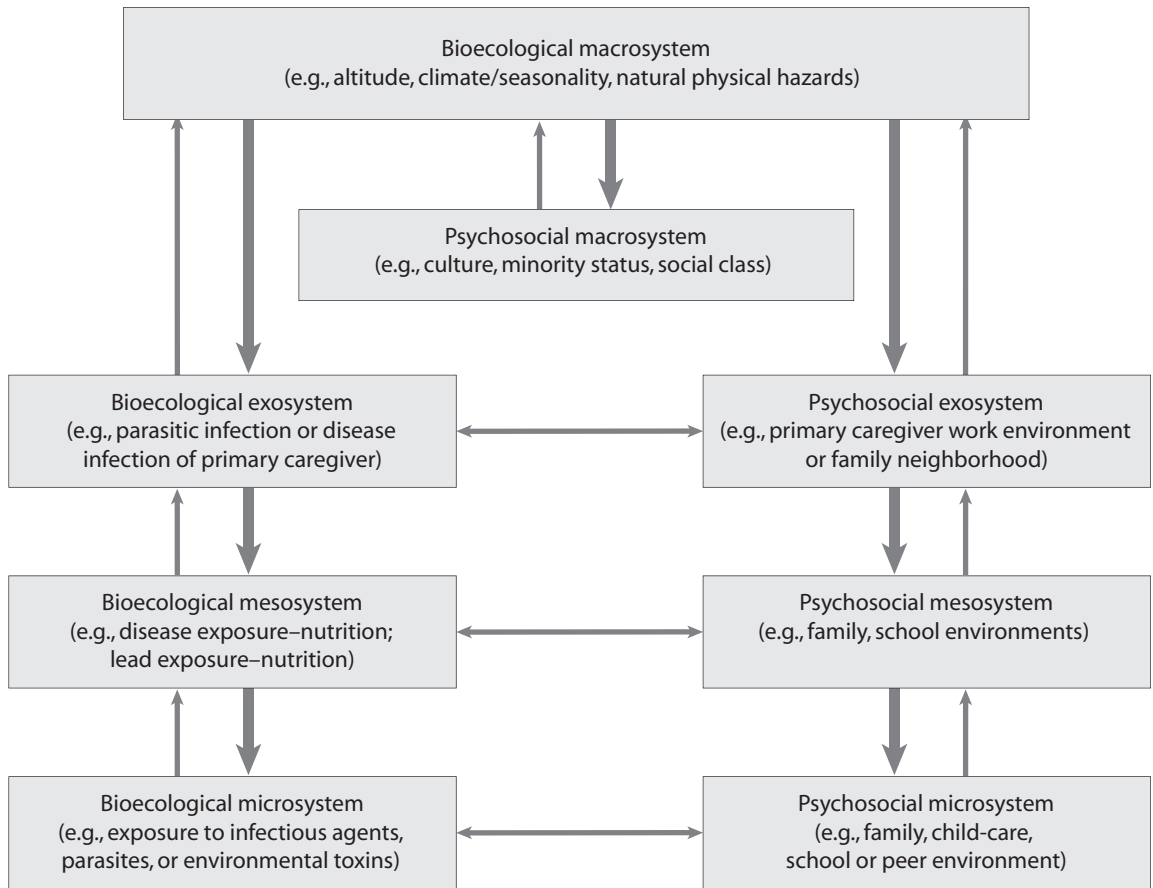 Bioecological macrosystem
(e.g., altitude, climate/seasonality, natural physical hazards)
Psychosocial macrosystem
(e.g., culture, minority status, social class)
Bioecological exosystem
(e.g., parasitic infection or disease
infection of primary caregiver)
Psychosocial exosystem
(e.g., primary caregiver work environment
or family neighborhood)
Bioecological mesosystem
(e.g., disease exposure–nutrition;
lead exposure–nutrition)
Psychosocial mesosystem
(e.g., family, school environments)
Bioecological microsystem
(e.g., exposure to infectious agents,
parasites, or environmental toxins)
Psychosocial microsystem
(e.g., family, child-care,
school or peer environment)